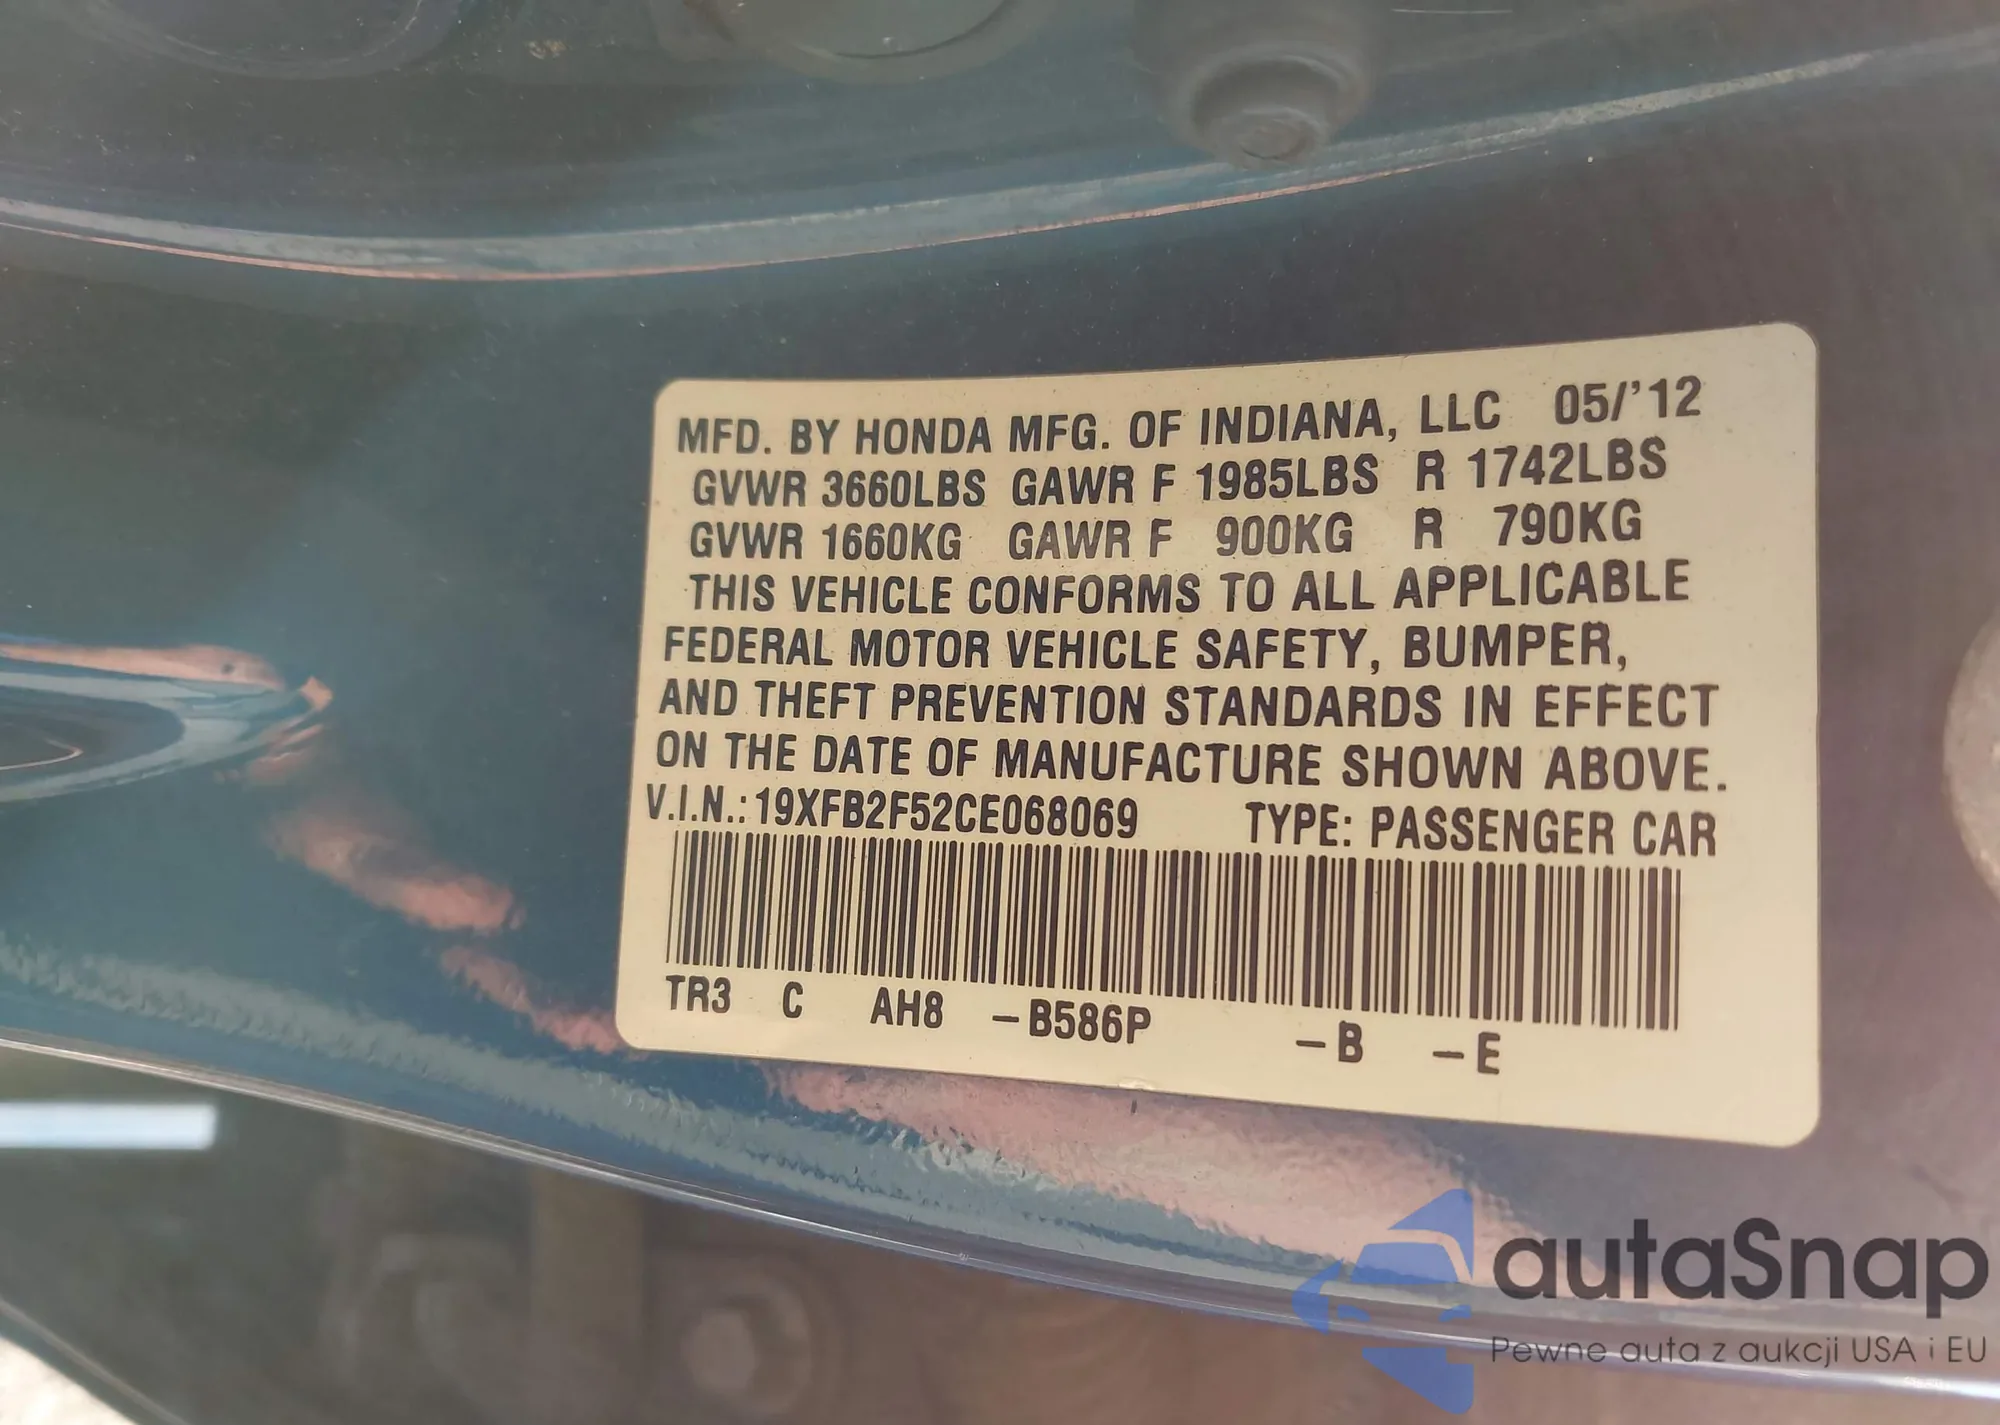 MFD. BY HONDA MFG. OF INDIANA, LLC 05/'12
GVWR 3660LBS GAWR F 1985LBS R 1742LBS
GVWR 1660KG GAWR F 900KG R 790KG
THIS VEHICLE CONFORMS TO ALL APPLICABLE
FEDERAL MOTOR VEHICLE SAFETY, BUMPER,
AND THEFT PREVENTION STANDARDS IN EFFECT
ON THE DATE OF MANUFACTURE SHOWN ABOVE.
V.I.N.: 19XFB2F52CE068069 TYPE: PASSENGER CAR
TR3 C AH8 –B586P –B –E
autaSnap
Pewne auta z aukcji USA i EU